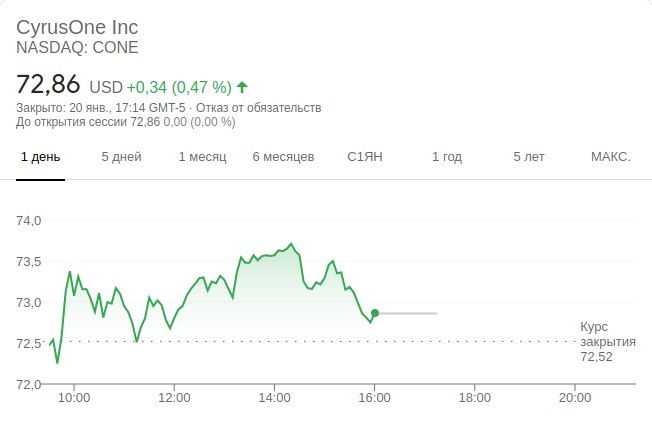 CyrusOne Inc
NASDAQ: CONE
72,86 USD +0,34 (0,47 %)
Закрыто: 20 янв., 17:14 GMT-5 · Отказ от обязательств
До открытия сессии 72,86 0,00 (0,00 %)
1 день 5 дней 1 месяц 6 месяцев С1ЯН 1 год 5 лет МАКС.
74,0
73,5
73,0
72,5
72,0
Курс
закрытия
72,52
10:00 12:00 14:00 16:00 18:00 20:00